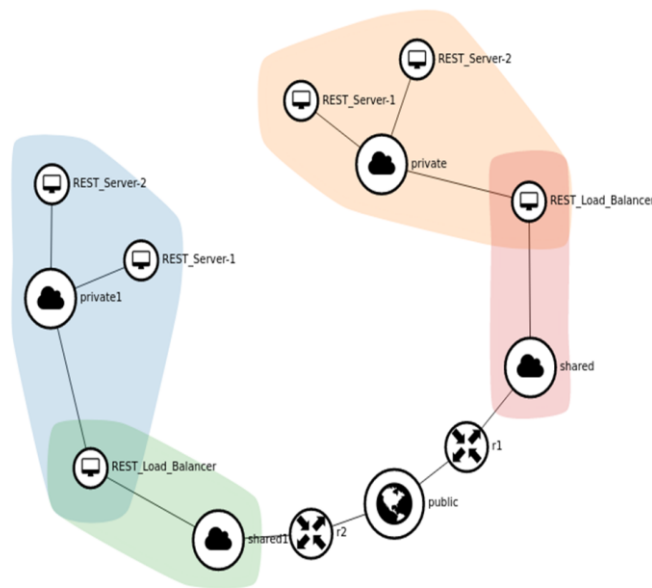 REST_Server-2
REST_Server-1
private
REST_Load_Balancer
REST_Server-2
REST_Server-1
private1
shared
r1
REST_Load_Balancer
public
r2
shared1